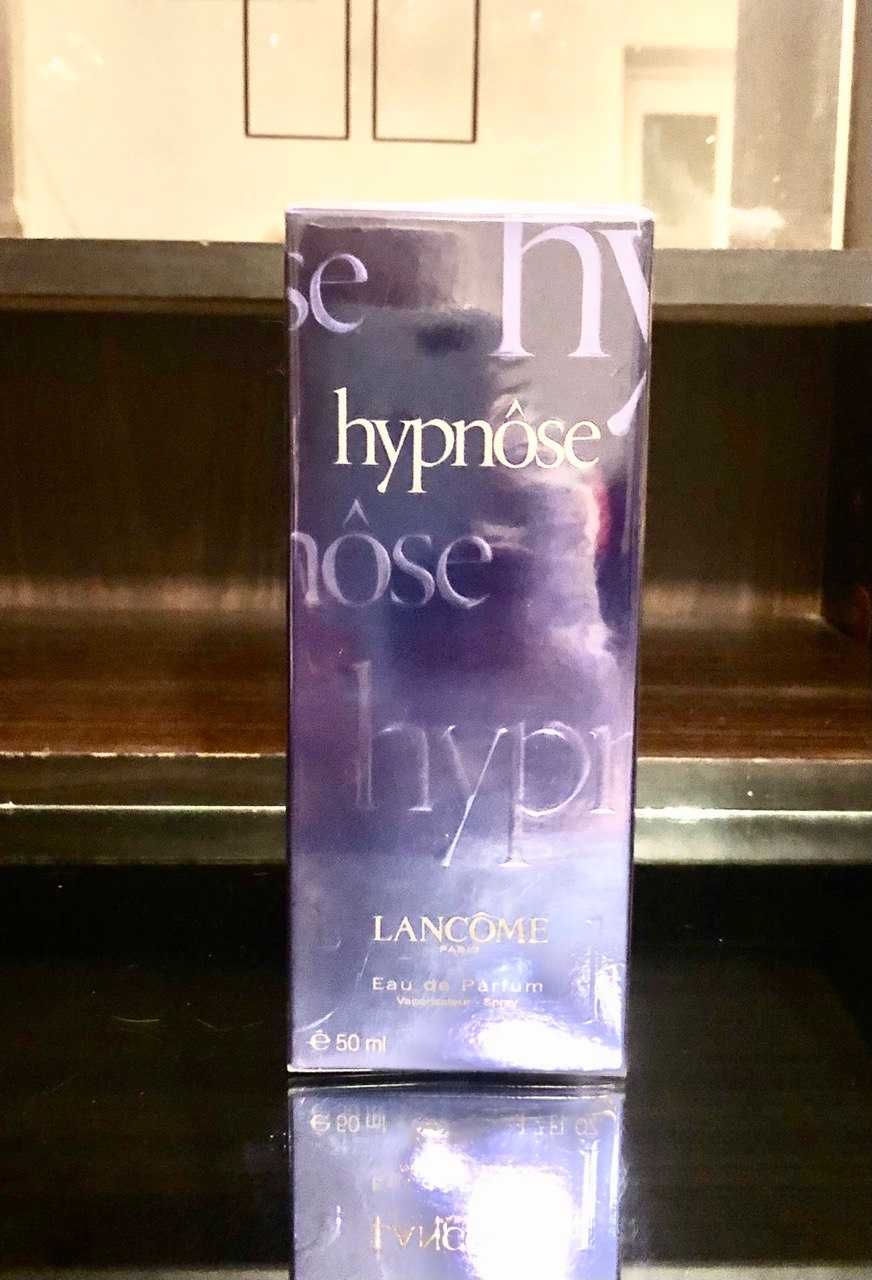 se hy
hypnôse
nôse
hypn
LANCÔME
PARIS
Eau de Parfum
Vaporisateur - Spray
e 50 ml